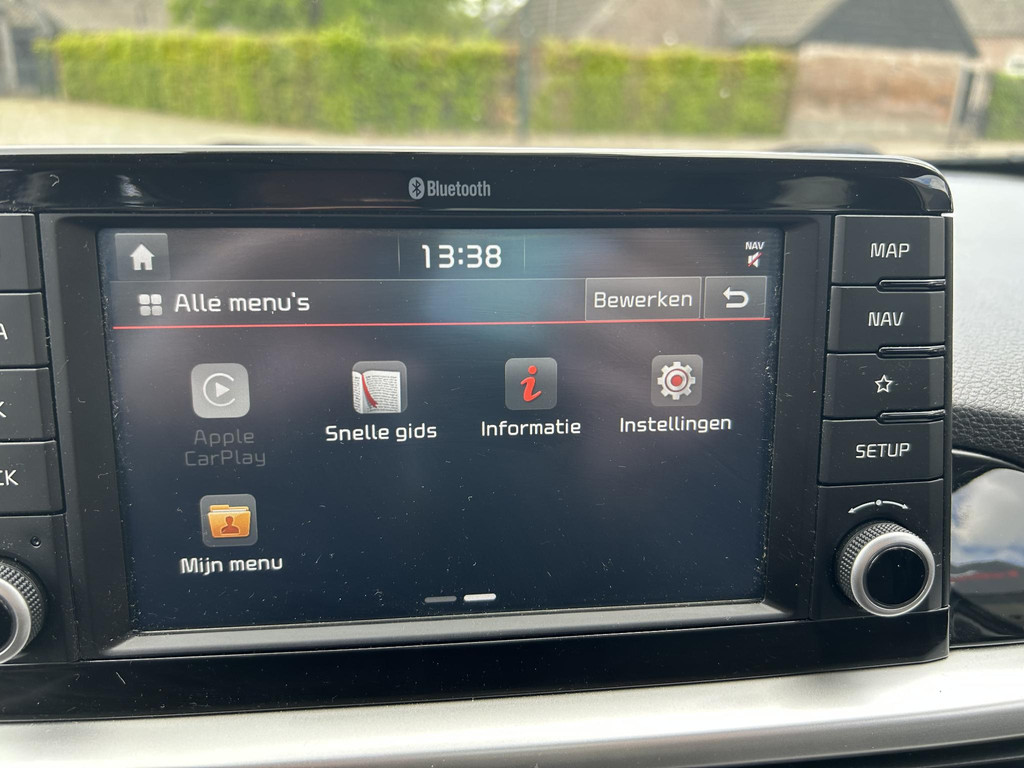 Bluetooth
13:38
NAV
Alle menu's
Bewerken
Apple
CarPlay
Snelle gids
Informatie
Instellingen
Mijn menu
MAP
NAV
SETUP